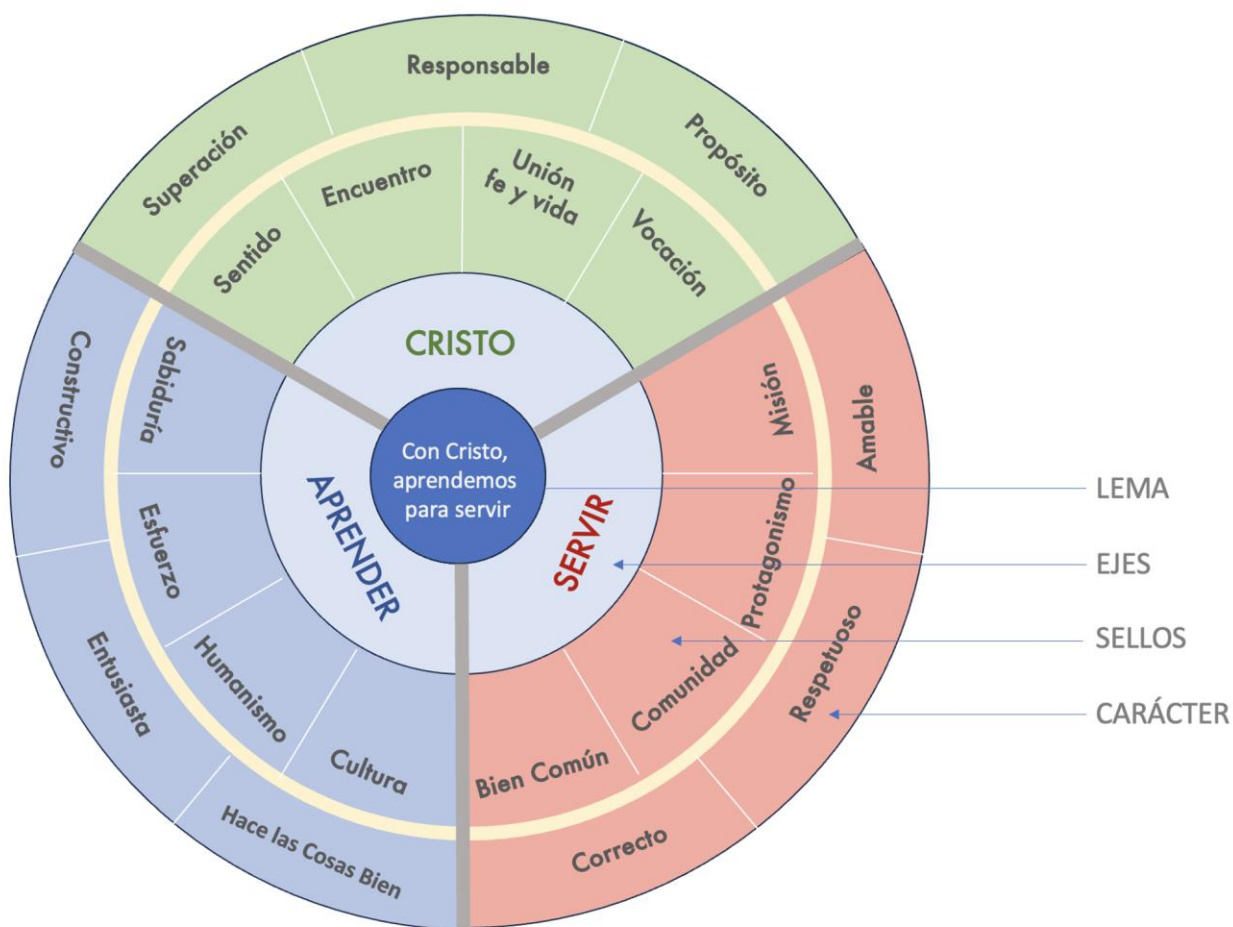 Responsable
Superación
Propósito
Encuentro
Unión
fe y vida
Sentido
Vocación
CRISTO
Constructivo
Sabiduría
Misión
Amable
Con Cristo,
aprendemos
para servir
APRENDER
SERVIR
Esfuerzo
Protagonismo
Entusiasta
Humanismo
Comunidad
Respetuoso
Cultura
Bien Común
Hace las Cosas Bien
Correcto
LEMA
EJES
SELLOS
CARÁCTER